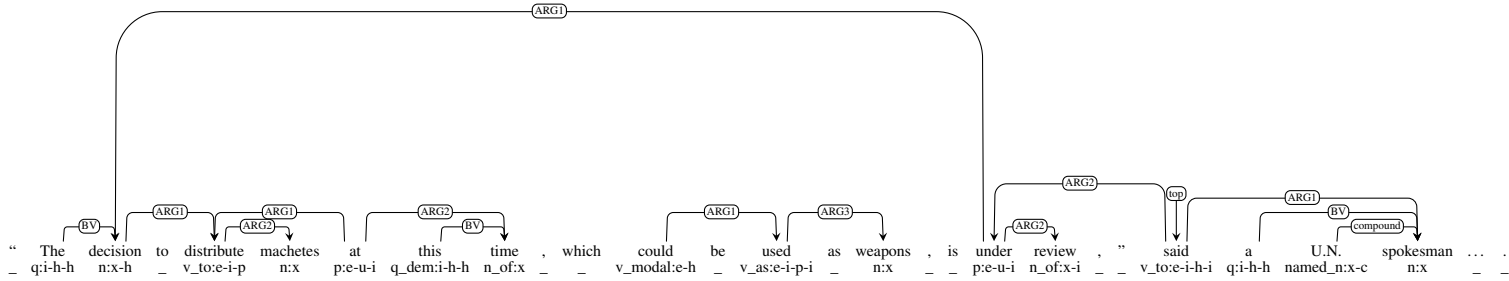 ARG1
ARG2
top
ARG1
BV
ARG1
ARG1
ARG2
ARG2
BV
ARG1
ARG3
ARG2
BV
compound
“ The decision to distribute machetes at this time , which could be used as weapons , is under review , ” said a U.N. spokesman ... .
_ q:i-h-h n:x-h _ v_to:e-i-p n:x p:e-u-i q_dem:i-h-h n_of:x _ _ v_modal:e-h _ v_as:e-i-p-i _ n:x _ _ p:e-u-i n_of:x-i _ _ v_to:e-i-h-i q:i-h-h named_n:x-c n:x _ _